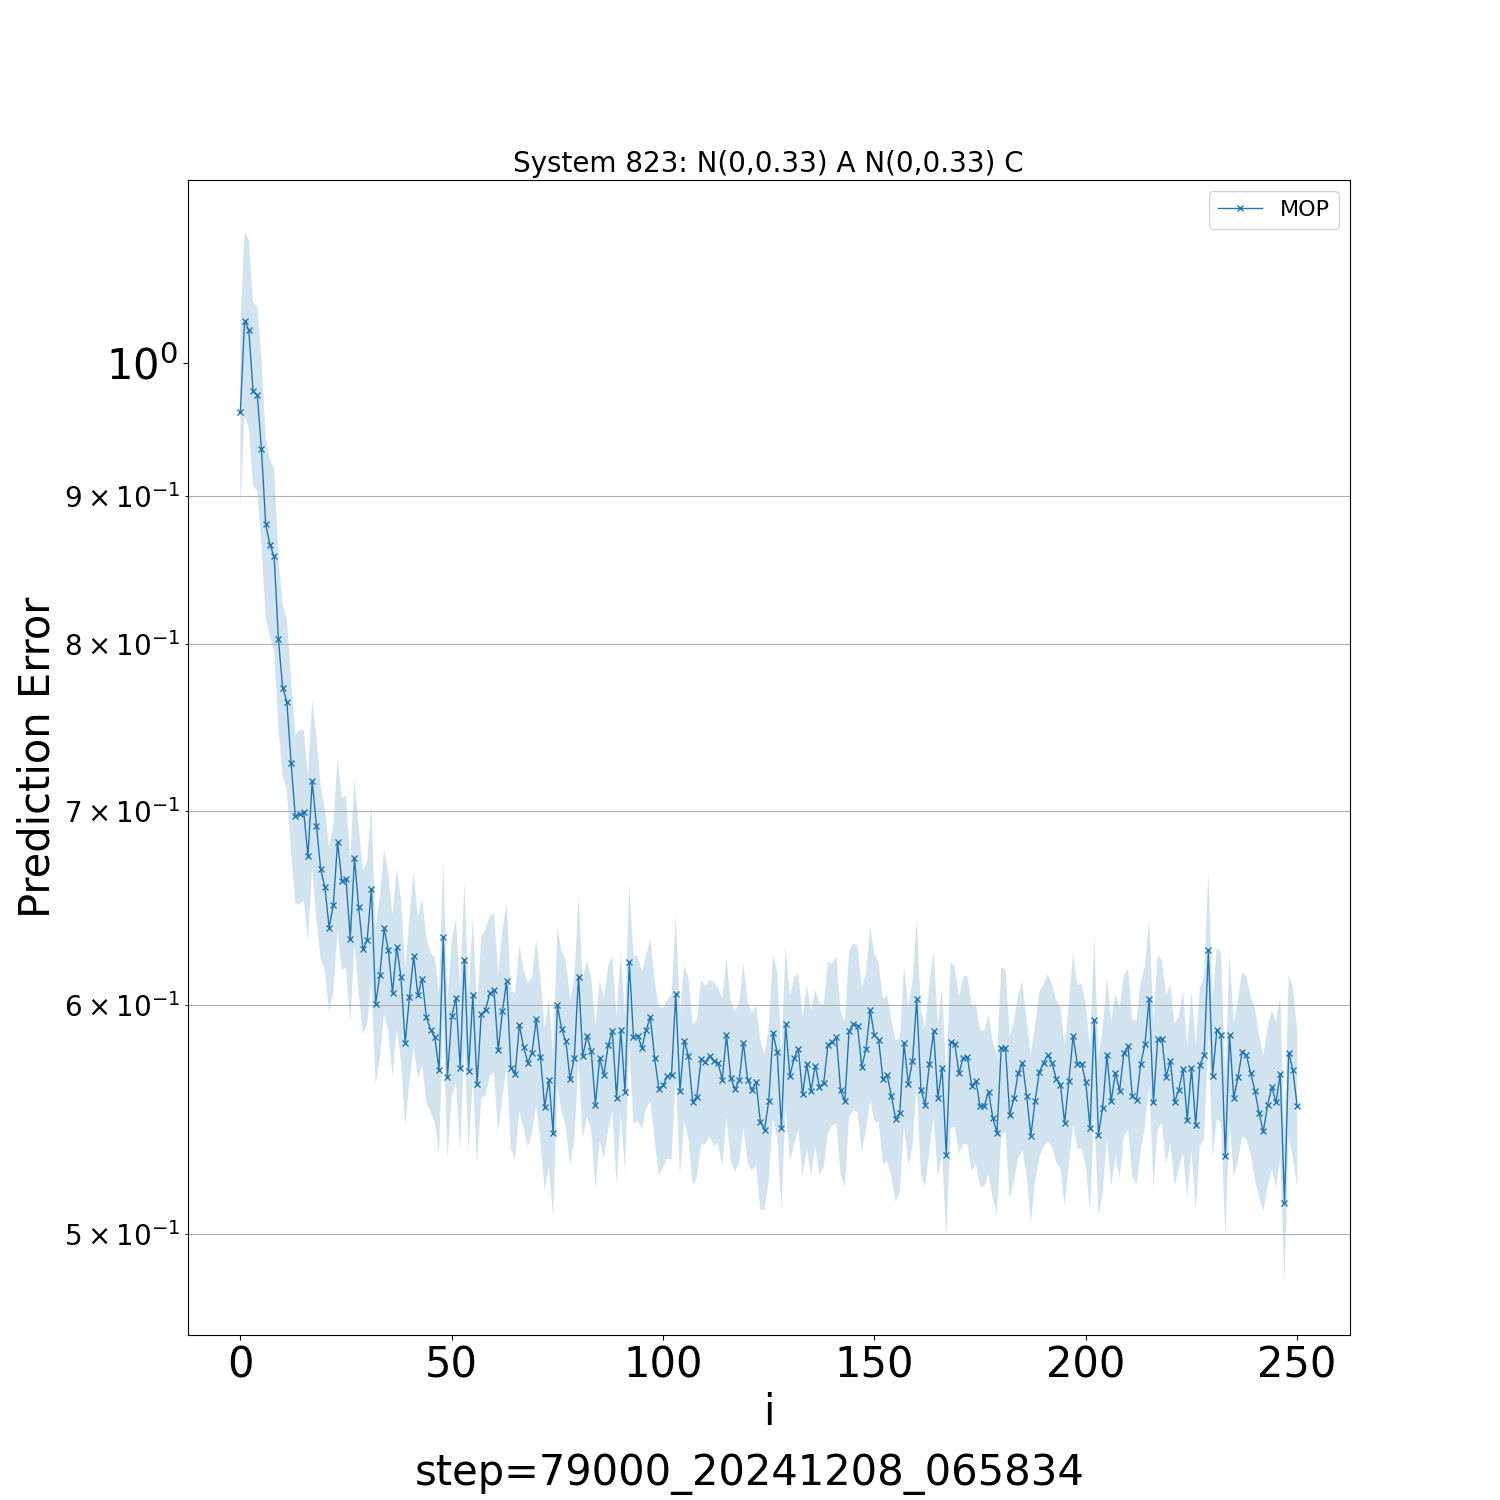 System 823: N(0,0.33) A N(0,0.33) C
MOP
10⁰
9 × 10⁻¹
8 × 10⁻¹
7 × 10⁻¹
6 × 10⁻¹
5 × 10⁻¹
Prediction Error
0 50 100 150 200 250
i
step=79000_20241208_065834